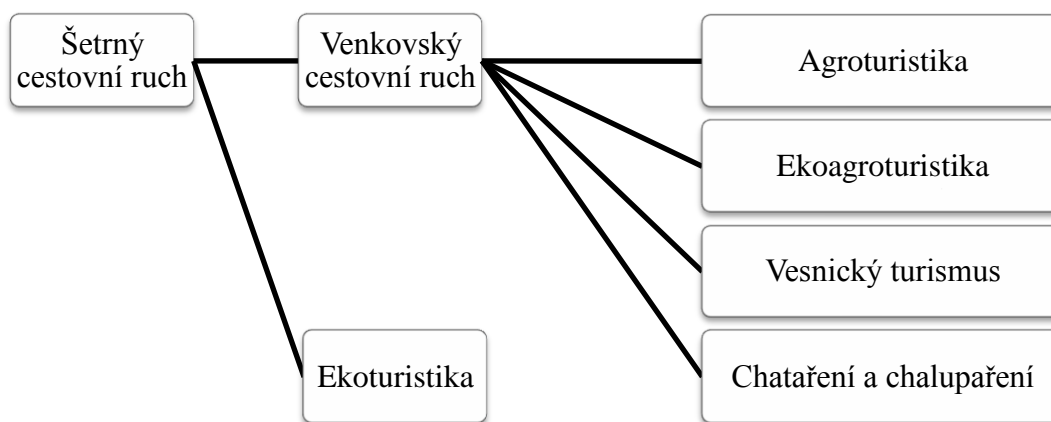 Šetrný
cestovní ruch
Venkovský
cestovní ruch
Agroturistika
Ekoagroturistika
Vesnický turismus
Chataření a chalupaření
Ekoturistika